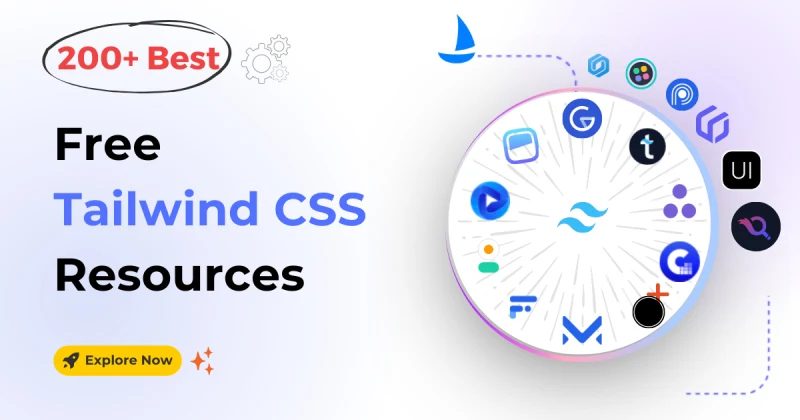 200+ Best
Free
Tailwind CSS
Resources
Explore Now
UI
t